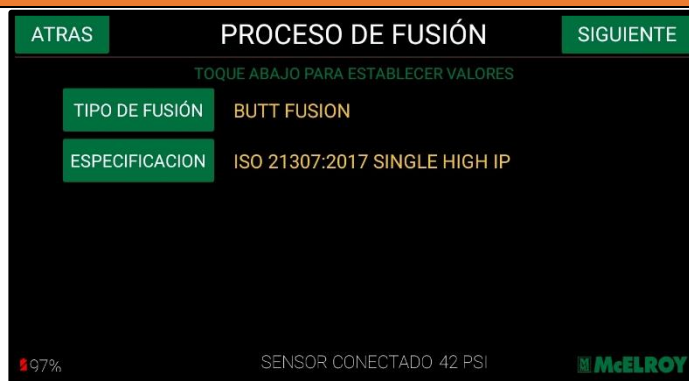 ATRAS PROCESO DE FUSIÓN SIGUIENTE
TOQUE ABAJO PARA ESTABLECER VALORES
TIPO DE FUSIÓN BUTT FUSION
ESPECIFICACION ISO 21307:2017 SINGLE HIGH IP
97% SENSOR CONECTADO 42 PSI McELROY